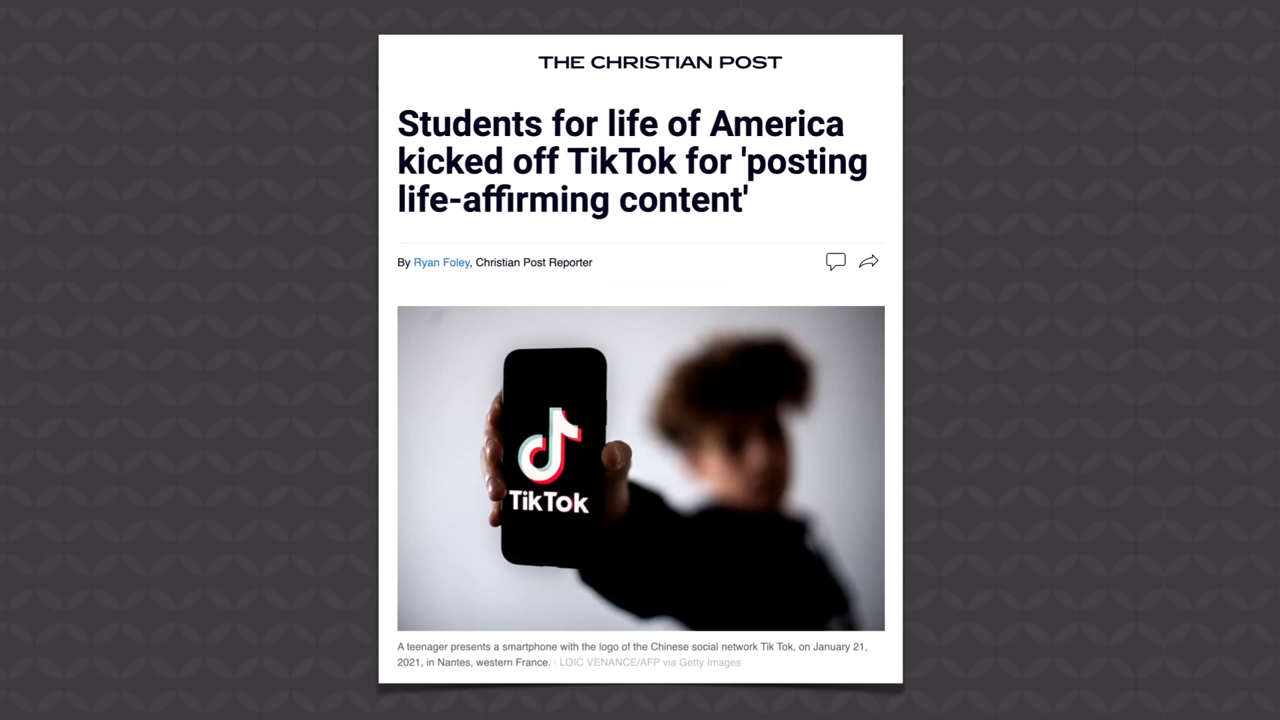 THE CHRISTIAN POST
Students for life of America
kicked off TikTok for 'posting
life-affirming content'
By Ryan Foley, Christian Post Reporter
TikTok
A teenager presents a smartphone with the logo of the Chinese social network Tik Tok, on January 21,
2021, in Nantes, western France. | LOIC VENANCE/AFP via Getty Images